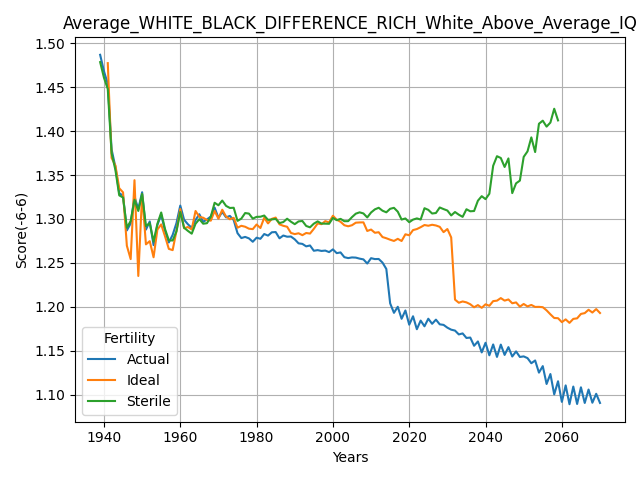 Average_WHITE_BLACK_DIFFERENCE_RICH_White_Above_Average_IQ
1.50
1.45
1.40
1.35
1.30
1.25
1.20
1.15
1.10
Score(-6-6)
Fertility
Actual
Ideal
Sterile
1940 1960 1980 2000 2020 2040 2060
Years